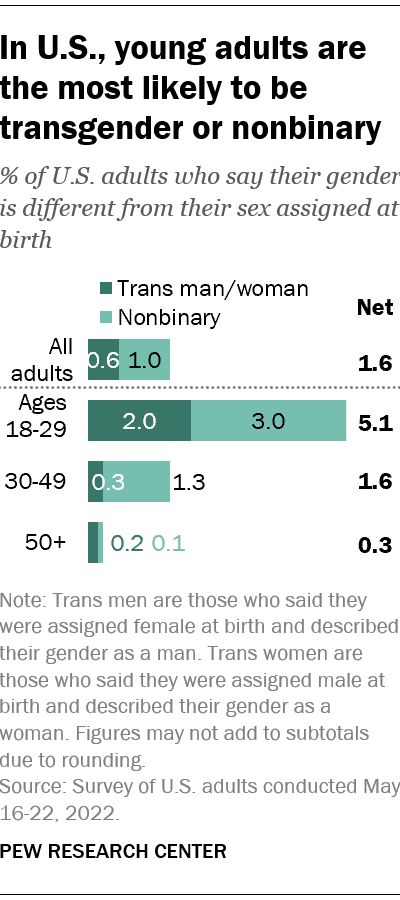 In U.S., young adults are
the most likely to be
transgender or nonbinary
% of U.S. adults who say their gender
is different from their sex assigned at
birth
Trans man/woman
Nonbinary
Net
All
adults
0.6 1.0 1.6
Ages
18-29
2.0 3.0 5.1
30-49 0.3 1.3 1.6
50+ 0.2 0.1 0.3
Note: Trans men are those who said they
were assigned female at birth and described
their gender as a man. Trans women are
those who said they were assigned male at
birth and described their gender as a
woman. Figures may not add to subtotals
due to rounding.
Source: Survey of U.S. adults conducted May
16-22, 2022.
PEW RESEARCH CENTER